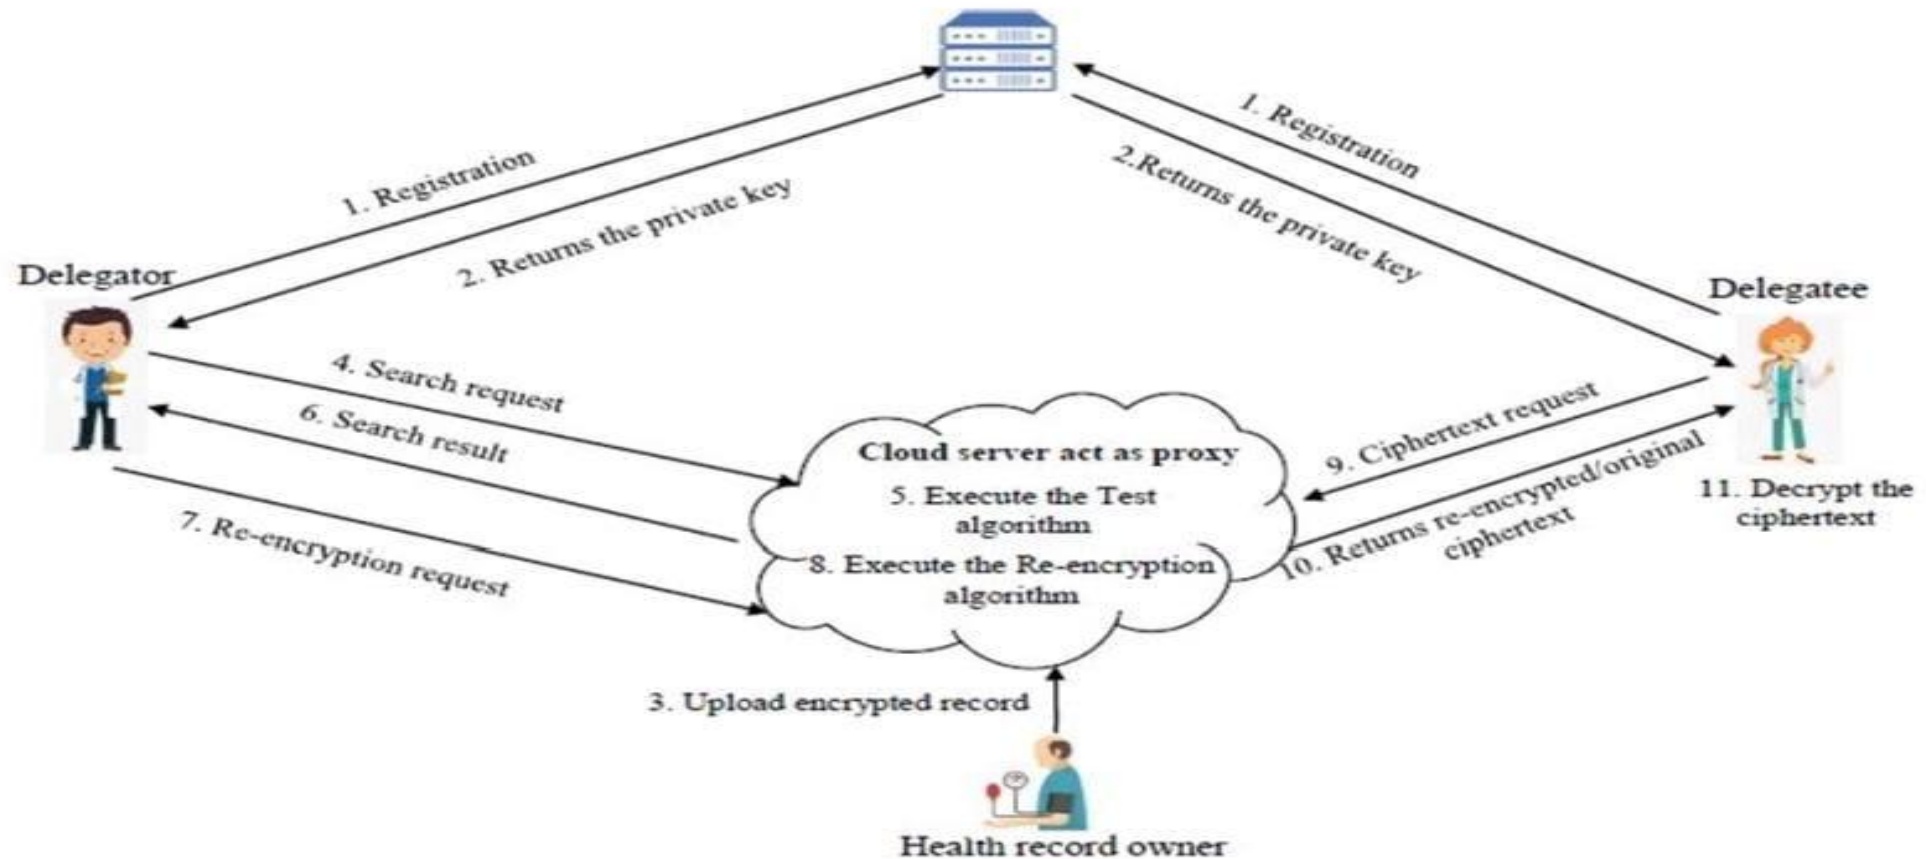 1. Registration
1. Registration
2. Returns the private key
2.Returns the private key
Delegator
Delegatee
4. Search request
6. Search result
7. Re-encryption request
Cloud server act as proxy
5. Execute the Test
algorithm
8. Execute the Re-encryption
algorithm
9. Ciphertext request
10. Returns re-encrypted/original
ciphertext
11. Decrypt the
ciphertext
3. Upload encrypted record
Health record owner